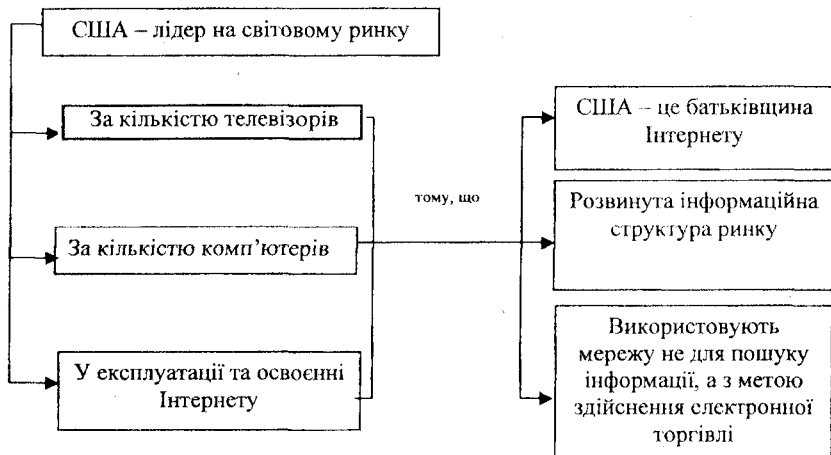 США – лідер на світовому ринку
За кількістю телевізорів
За кількістю комп’ютерів
У експлуатації та освоєнні
Інтернету
тому, що
США – це батьківщина
Інтернету
Розвинута інформаційна
структура ринку
Використовують
мережу не для пошуку
інформації, а з метою
здійснення електронної
торгівлі